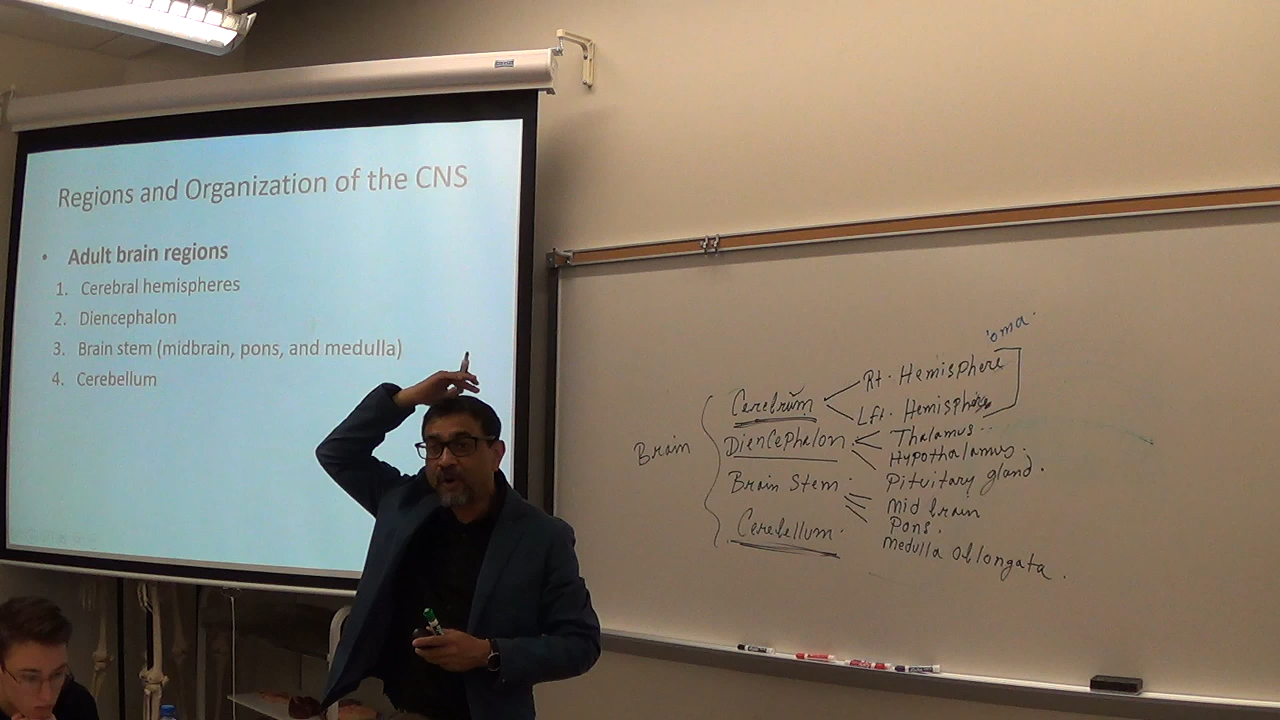 Regions and Organization of the CNS
• Adult brain regions
1. Cerebral hemispheres
2. Diencephalon
3. Brain stem (midbrain, pons, and medulla)
4. Cerebellum
'oma.
Rt. Hemisphere
Cerebrum
Lft. Hemisphere
Thalamus..
Brain
Diencephalon
Hypothalamus.
Pituitary gland.
Brain Stem.
Mid brain
Pons.
Cerebellum.
Medulla Oblongata.